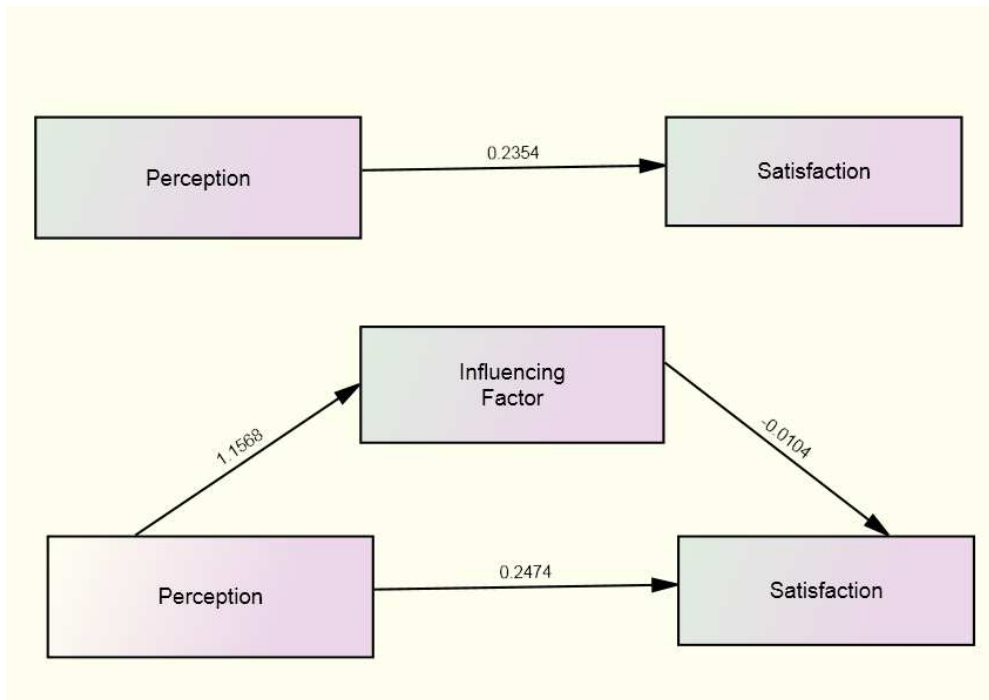 0.2354
Perception
Satisfaction
Influencing
Factor
1.1568
-0.0104
0.2474
Perception
Satisfaction